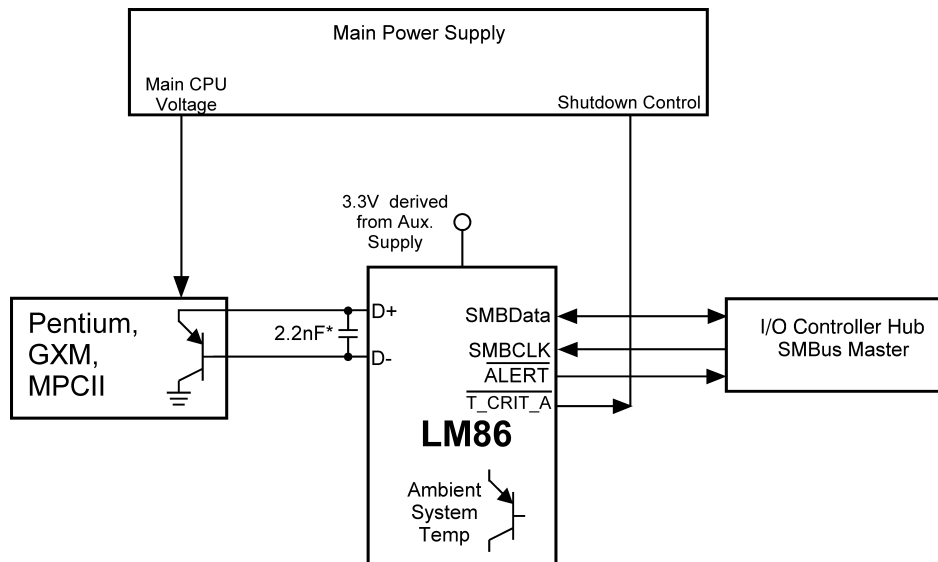 Main Power Supply
Main CPU
Voltage
Shutdown Control
3.3V derived
from Aux.
Supply
Pentium,
GXM,
MPCII
2.2nF*
D+
D-
SMBData
SMBCLK
ALERT
T_CRIT_A
LM86
Ambient
System
Temp
I/O Controller Hub
SMBus Master